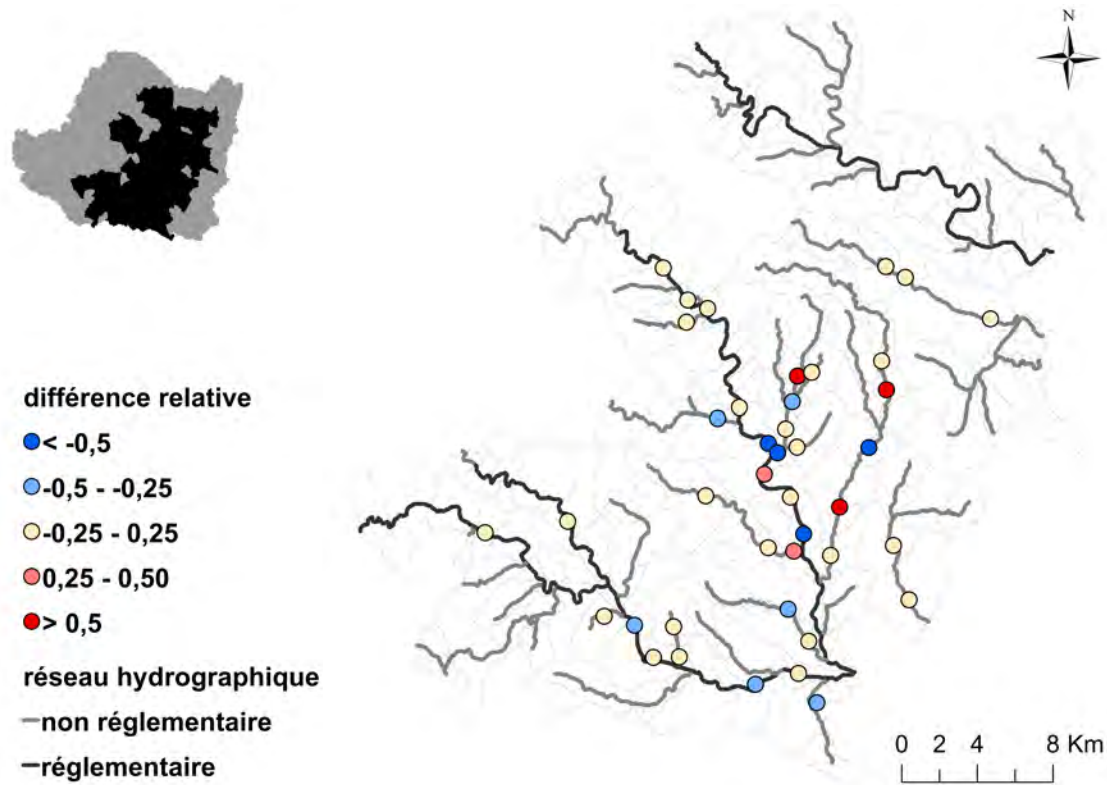 N
différence relative
< -0,5
-0,5 - -0,25
-0,25 - 0,25
0,25 - 0,50
> 0,5
réseau hydrographique
non réglementaire
réglementaire
0 2 4 8 Km